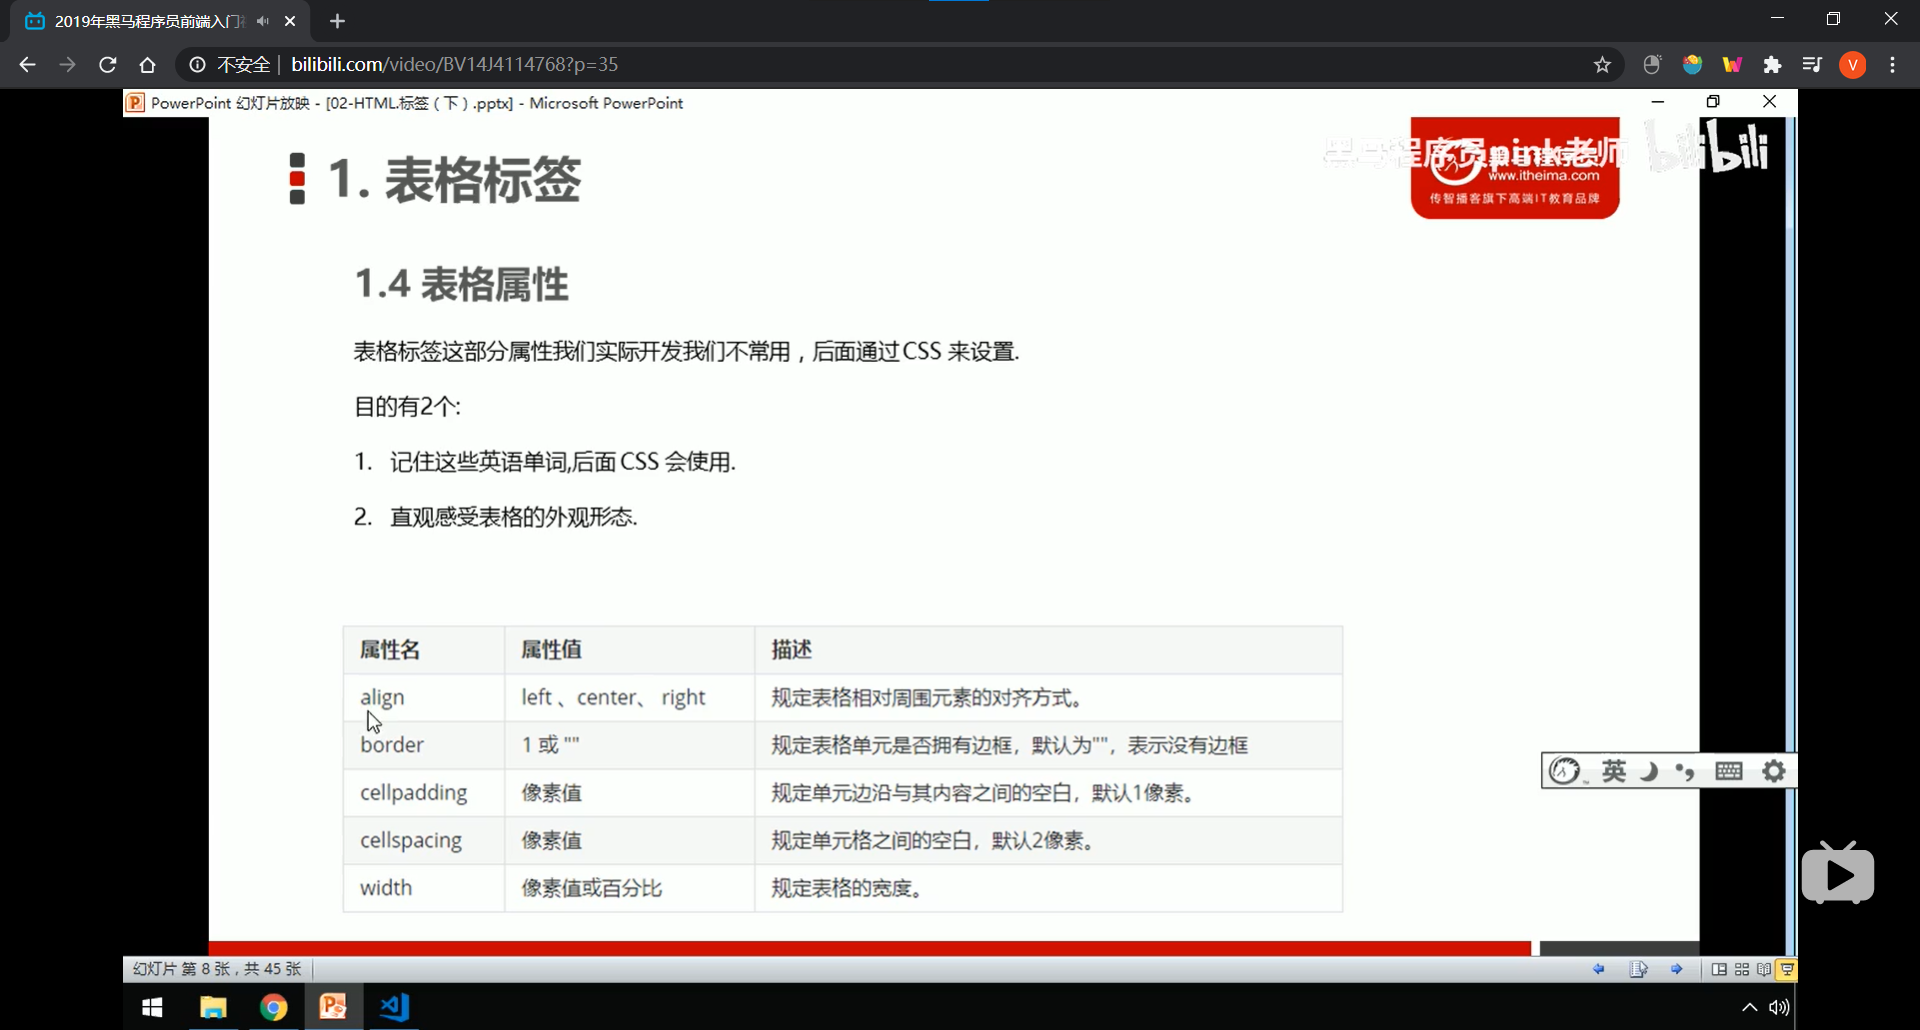 2019年黑马程序员前端入门
不安全 | bilibili.com/video/BV14J4114768?p=35
V
PowerPoint 幻灯片放映 - [02-HTML标签（下）.pptx] - Microsoft PowerPoint
黑马程序员pink老师
bilibili
www.itheima.com
传智播客旗下高端IT教育品牌
1. 表格标签
1.4 表格属性
表格标签这部分属性我们实际开发我们不常用，后面通过CSS 来设置.
目的有2个:
1. 记住这些英语单词,后面 CSS 会使用.
2. 直观感受表格的外观形态.
属性名 属性值 描述
align left 、center、 right 规定表格相对周围元素的对齐方式。
border 1 或 "" 规定表格单元是否拥有边框，默认为""，表示没有边框
cellpadding 像素值 规定单元边沿与其内容之间的空白，默认1像素。
cellspacing 像素值 规定单元格之间的空白，默认2像素。
width 像素值或百分比 规定表格的宽度。
英
幻灯片 第 8 张，共 45 张